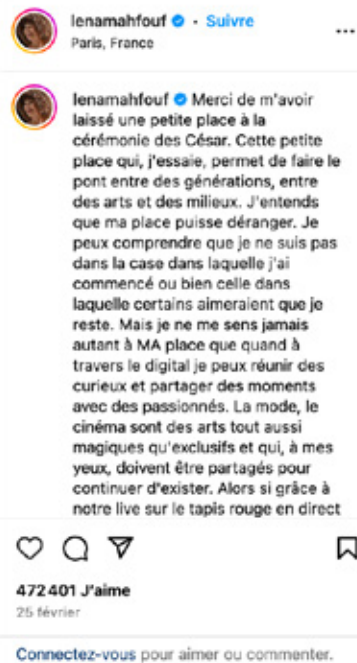 lenamahfouf • Suivre
Paris, France
lenamahfouf Merci de m'avoir
laissé une petite place à la
cérémonie des César. Cette petite
place qui, j'essaie, permet de faire le
pont entre des générations, entre
des arts et des milieux. J'entends
que ma place puisse déranger. Je
peux comprendre que je ne suis pas
dans la case dans laquelle j'ai
commencé ou bien celle dans
laquelle certains aimeraient que je
reste. Mais je ne me sens jamais
autant à MA place que quand à
travers le digital je peux réunir des
curieux et partager des moments
avec des passionnés. La mode, le
cinéma sont des arts tout aussi
magiques qu'exclusifs et qui, à mes
yeux, doivent être partagés pour
continuer d'exister. Alors si grâce à
notre live sur le tapis rouge en direct
472 401 J'aime
25 février
Connectez-vous pour aimer ou commenter.